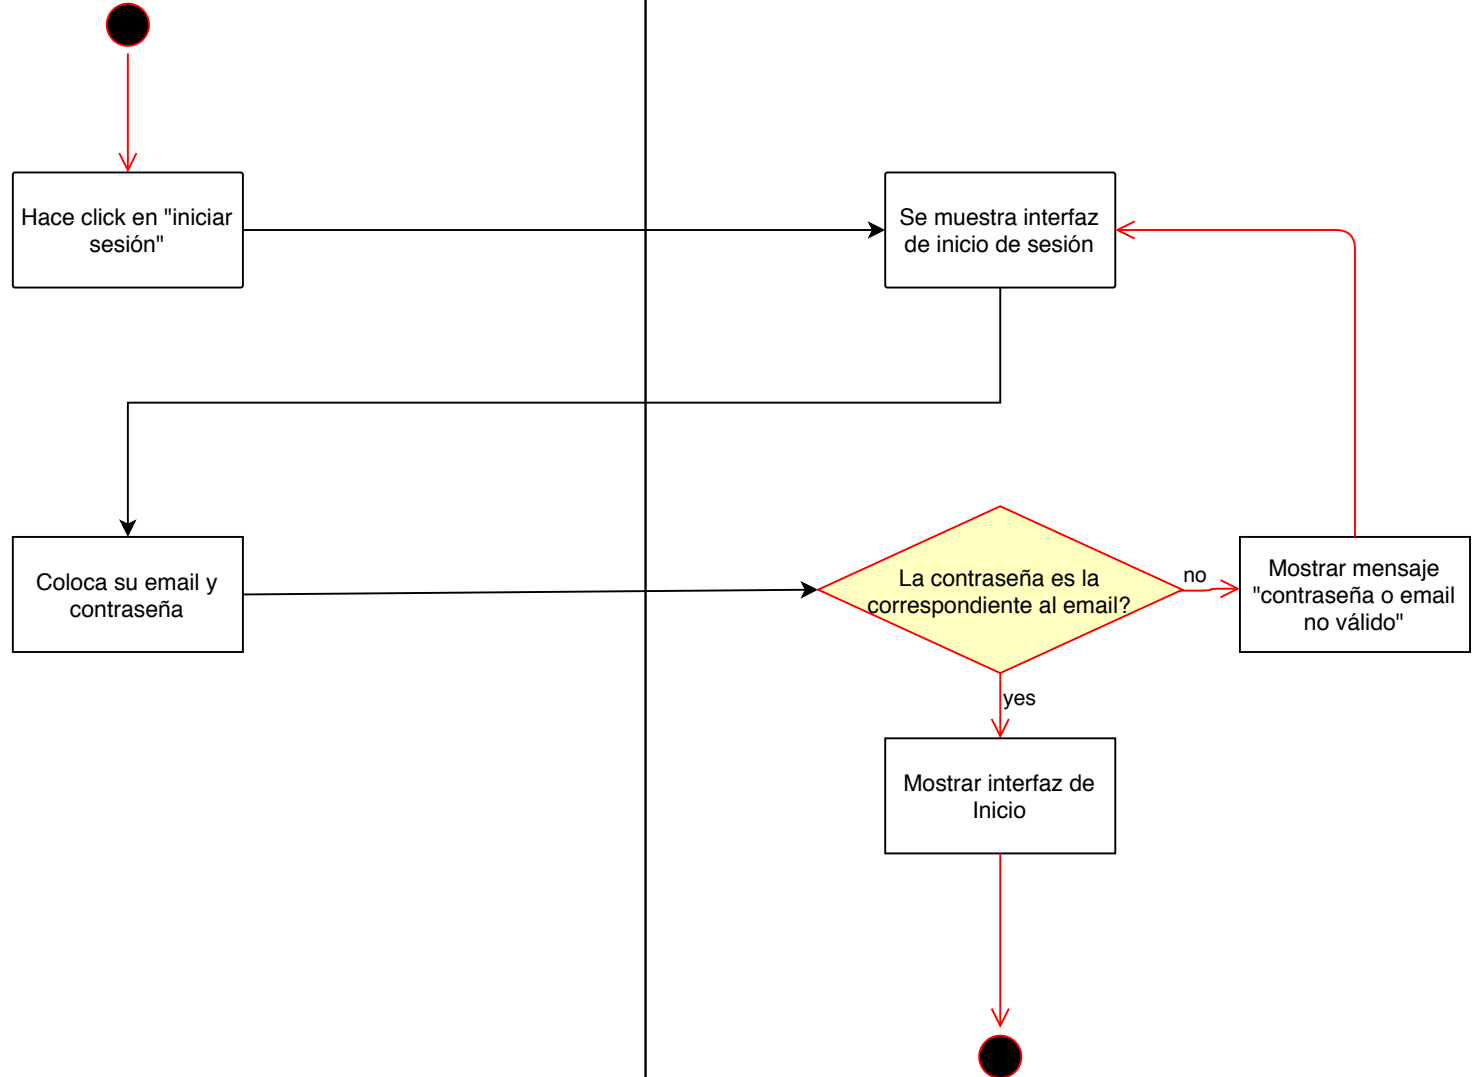 Hace click en "iniciar
sesión"
Se muestra interfaz
de inicio de sesión
Coloca su email y
contraseña
La contraseña es la
correspondiente al email?
no
Mostrar mensaje
"contraseña o email
no válido"
yes
Mostrar interfaz de
Inicio